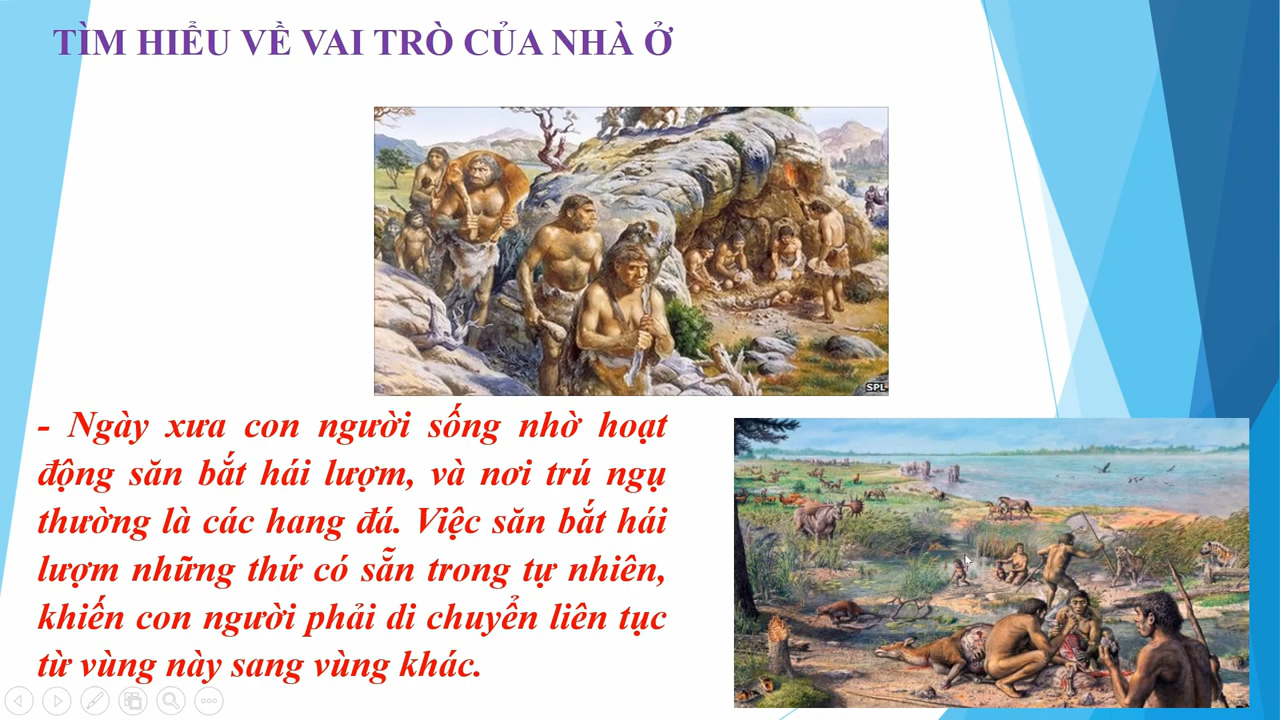 TÌM HIỂU VỀ VAI TRÒ CỦA NHÀ Ở
SPL
- Ngày xưa con người sống nhờ hoạt
động săn bắt hái lượm, và nơi trú ngụ
thường là các hang đá. Việc săn bắt hái
lượm những thứ có sẵn trong tự nhiên,
khiến con người phải di chuyển liên tục
từ vùng này sang vùng khác.